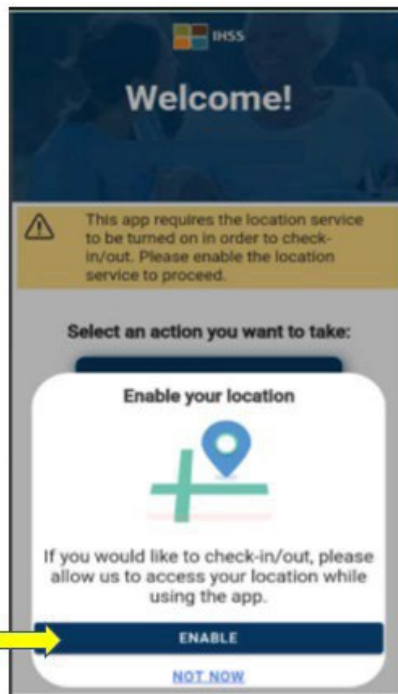 IHSS
Welcome!
This app requires the location service
to be turned on in order to check-
in/out. Please enable the location
service to proceed.
Select an action you want to take:
Enable your location
If you would like to check-in/out, please
allow us to access your location while
using the app.
ENABLE
NOT NOW